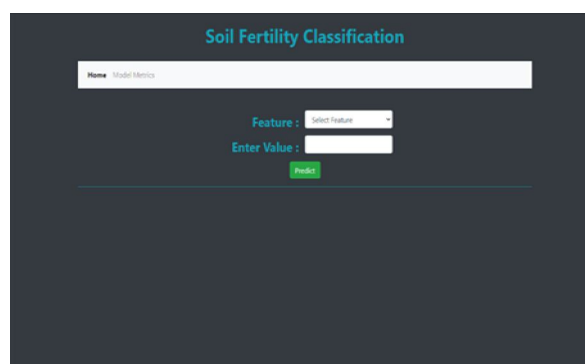 Soil Fertility Classification
Home Model Metrics
Feature : Select Feature
Enter Value :
Predict